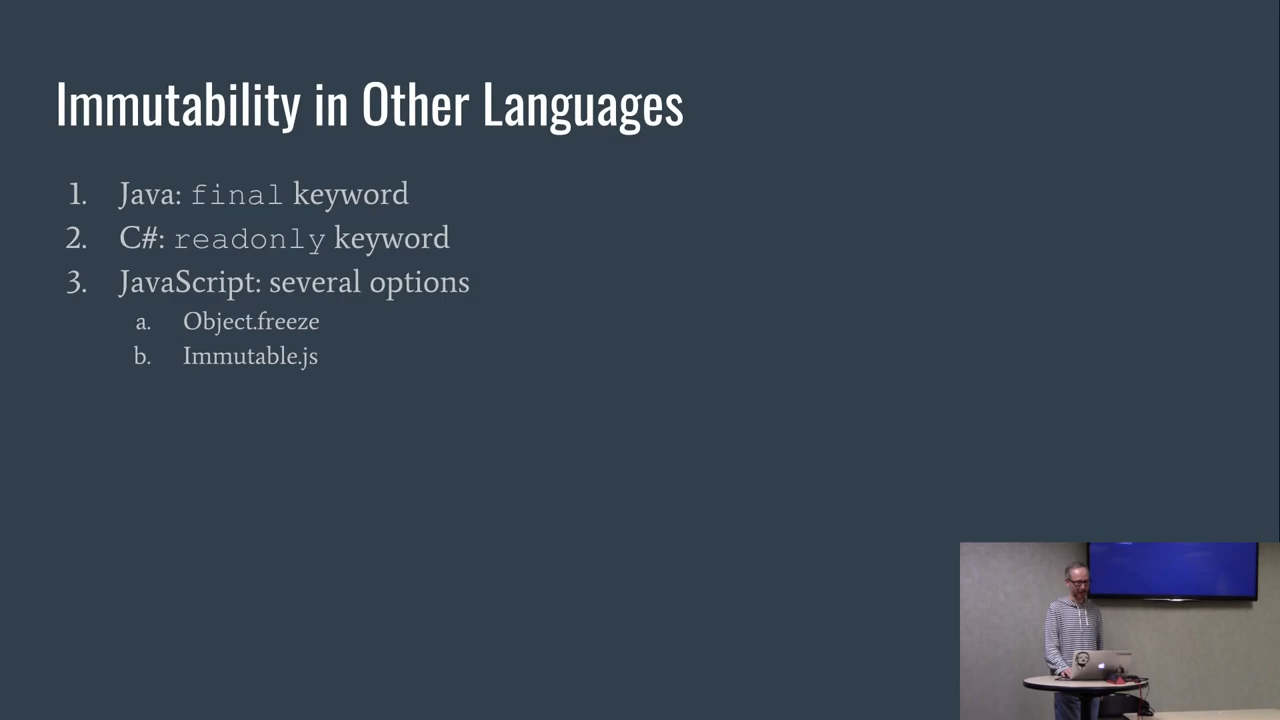 Immutability in Other Languages
1. Java: final keyword
2. C#: readonly keyword
3. JavaScript: several options
a. Object.freeze
b. Immutable.js